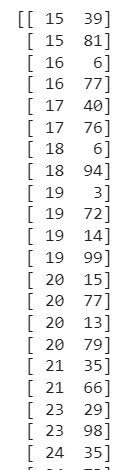 [[ 15 39]
[ 15 81]
[ 16 6]
[ 16 77]
[ 17 40]
[ 17 76]
[ 18 6]
[ 18 94]
[ 19 3]
[ 19 72]
[ 19 14]
[ 19 99]
[ 20 15]
[ 20 77]
[ 20 13]
[ 20 79]
[ 21 35]
[ 21 66]
[ 23 29]
[ 23 98]
[ 24 35]